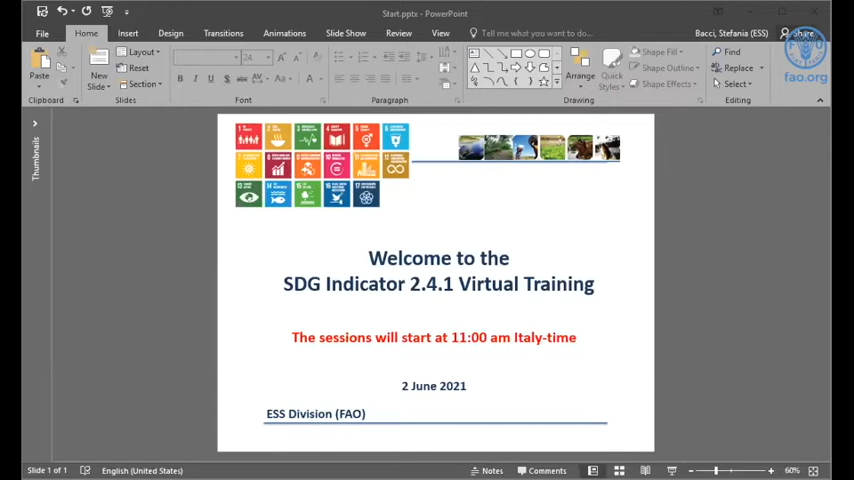 Start.pptx - PowerPoint
File Home Insert Design Transitions Animations Slide Show Review View Tell me what you want to do... Bacci, Stefania (ESS) Share
Paste
New
Slide
Layout
Reset
Section
24
Shape Fill
Shape Outline
Shape Effects
Arrange
Quick
Styles
Find
Replace
Select
fao.org
Clipboard Slides Font Paragraph Drawing Editing
Thumbnails
Welcome to the
SDG Indicator 2.4.1 Virtual Training
The sessions will start at 11:00 am Italy-time
2 June 2021
ESS Division (FAO)
Slide 1 of 1 English (United States) Notes Comments 60%